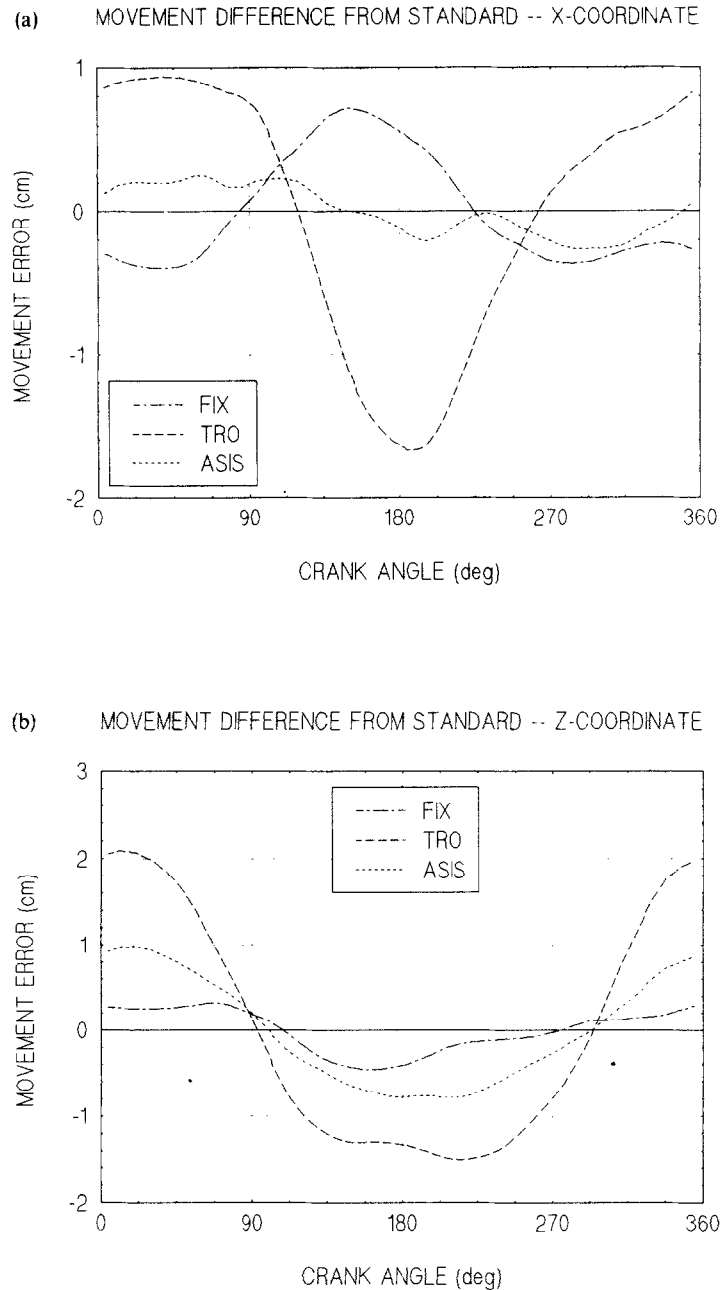 (a) MOVEMENT DIFFERENCE FROM STANDARD -- X-COORDINATE
1
0
-1
-2
MOVEMENT ERROR (cm)
FIX
TRO
ASIS
0 90 180 270 360
CRANK ANGLE (deg)
(b) MOVEMENT DIFFERENCE FROM STANDARD -- Z-COORDINATE
3
2
1
0
-1
-2
MOVEMENT ERROR (cm)
FIX
TRO
ASIS
0 90 180 270 360
CRANK ANGLE (deg)